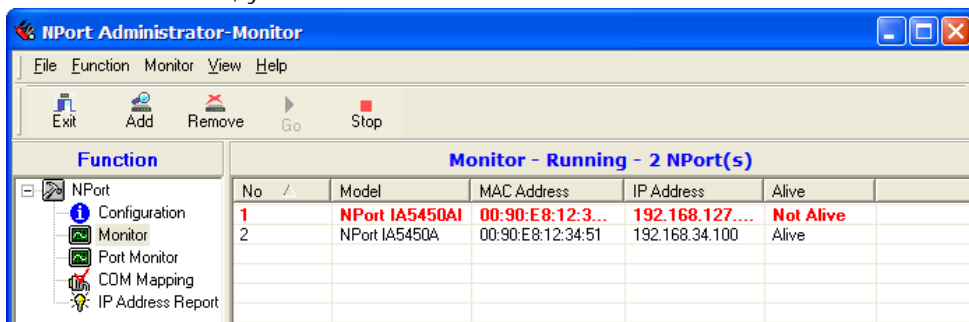 NPort Administrator-Monitor
File Function Monitor View Help
Exit Add Remove Go Stop
Function
Monitor - Running - 2 NPort(s)
NPort
Configuration
Monitor
Port Monitor
COM Mapping
IP Address Report
No Model MAC Address IP Address Alive
1 NPort IA5450AI 00:90:E8:12:3... 192.168.127.... Not Alive
2 NPort IA5450A 00:90:E8:12:34:51 192.168.34.100 Alive